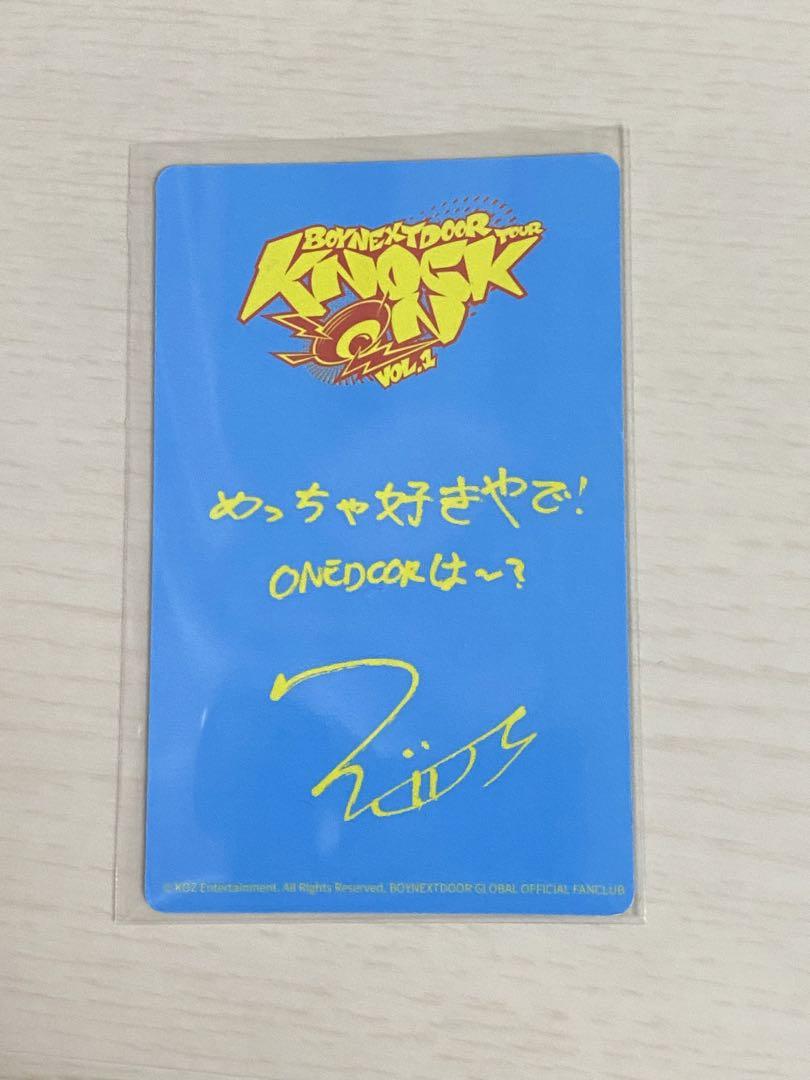 BOYNEXTDOOR
TOUR
KNOCK
ON
VOL.1
めっちゃ好きやで!
ONEDOORは~?
© KOZ Entertainment. All Rights Reserved. BOYNEXTDOOR GLOBAL OFFICIAL FANCLUB